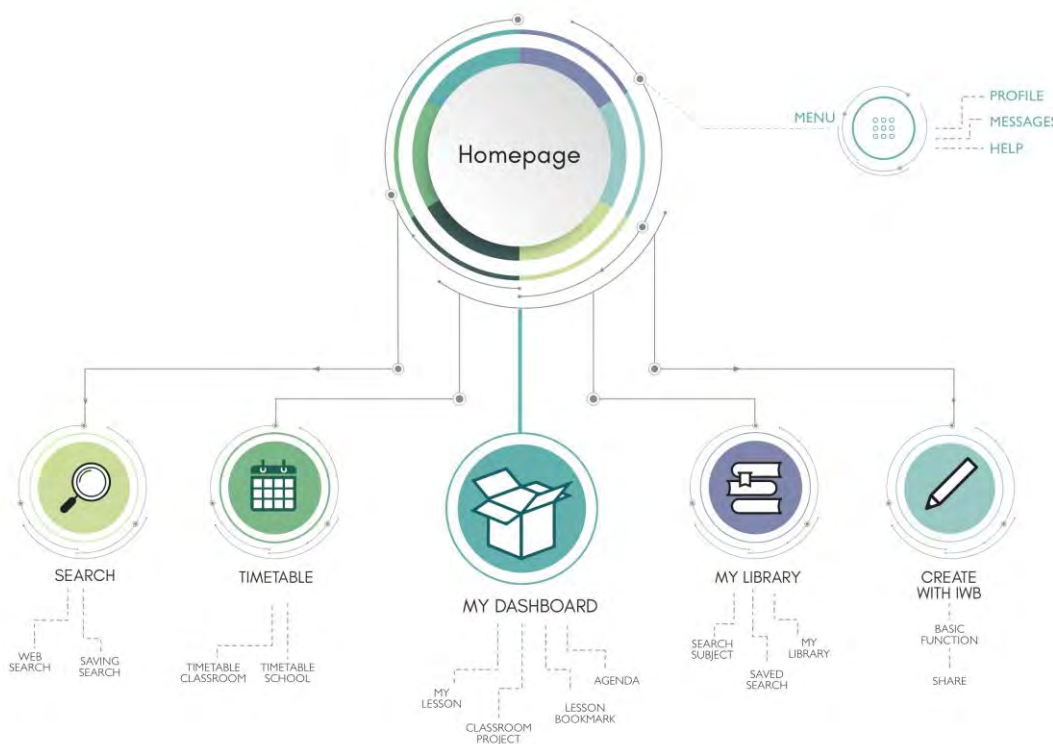 Homepage
MENU
PROFILE
MESSAGES
HELP
SEARCH
WEB
SEARCH
SAVING
SEARCH
TIMETABLE
TIMETABLE
CLASSROOM
TIMETABLE
SCHOOL
MY DASHBOARD
MY
LESSON
CLASSROOM
PROJECT
LESSON
BOOKMARK
AGENDA
MY LIBRARY
SEARCH
SUBJECT
SAVED
SEARCH
MY
LIBRARY
CREATE
WITH IWB
BASIC
FUNCTION
SHARE